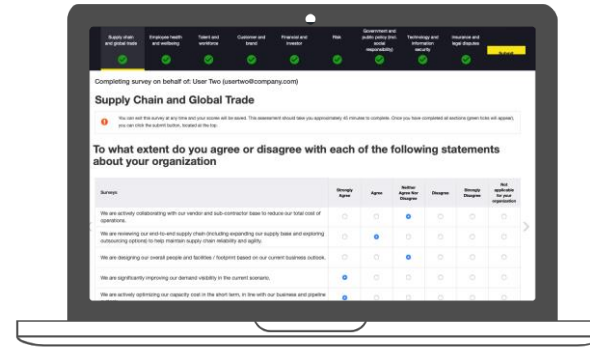 Supply chain
and global trade
Employee health
and wellbeing
Talent and
workforce
Customer and
brand
Financial and
investor
Risk
Government and
public policy (incl.
social
responsibility)
Technology and
information
security
Insurance and
legal disputes
Submit
Completing survey on behalf of: User Two (usertwo@company.com)
Supply Chain and Global Trade
You can exit this survey at any time and your scores will be saved. This assessment should take you approximately 45 minutes to complete. Once you have completed all sections (green ticks will appear),
you can click the submit button, located at the top.
To what extent do you agree or disagree with each of the following statements
about your organization
Surveys
Strongly
Agree
Agree
Neither
Agree Nor
Disagree
Disagree
Strongly
Disagree
Not
applicable
for your
organization
We are actively collaborating with our vendor and sub-contractor base to reduce our total cost of
operations.
We are reviewing our end-to-end supply chain (including expanding our supply base and exploring
outsourcing options) to help maintain supply chain reliability and agility.
We are designing our overall people and facilities / footprint based on our current business outlook.
We are significantly improving our demand visibility in the current scenario.
We are actively optimizing our capacity cost in the short term, in line with our business and pipeline